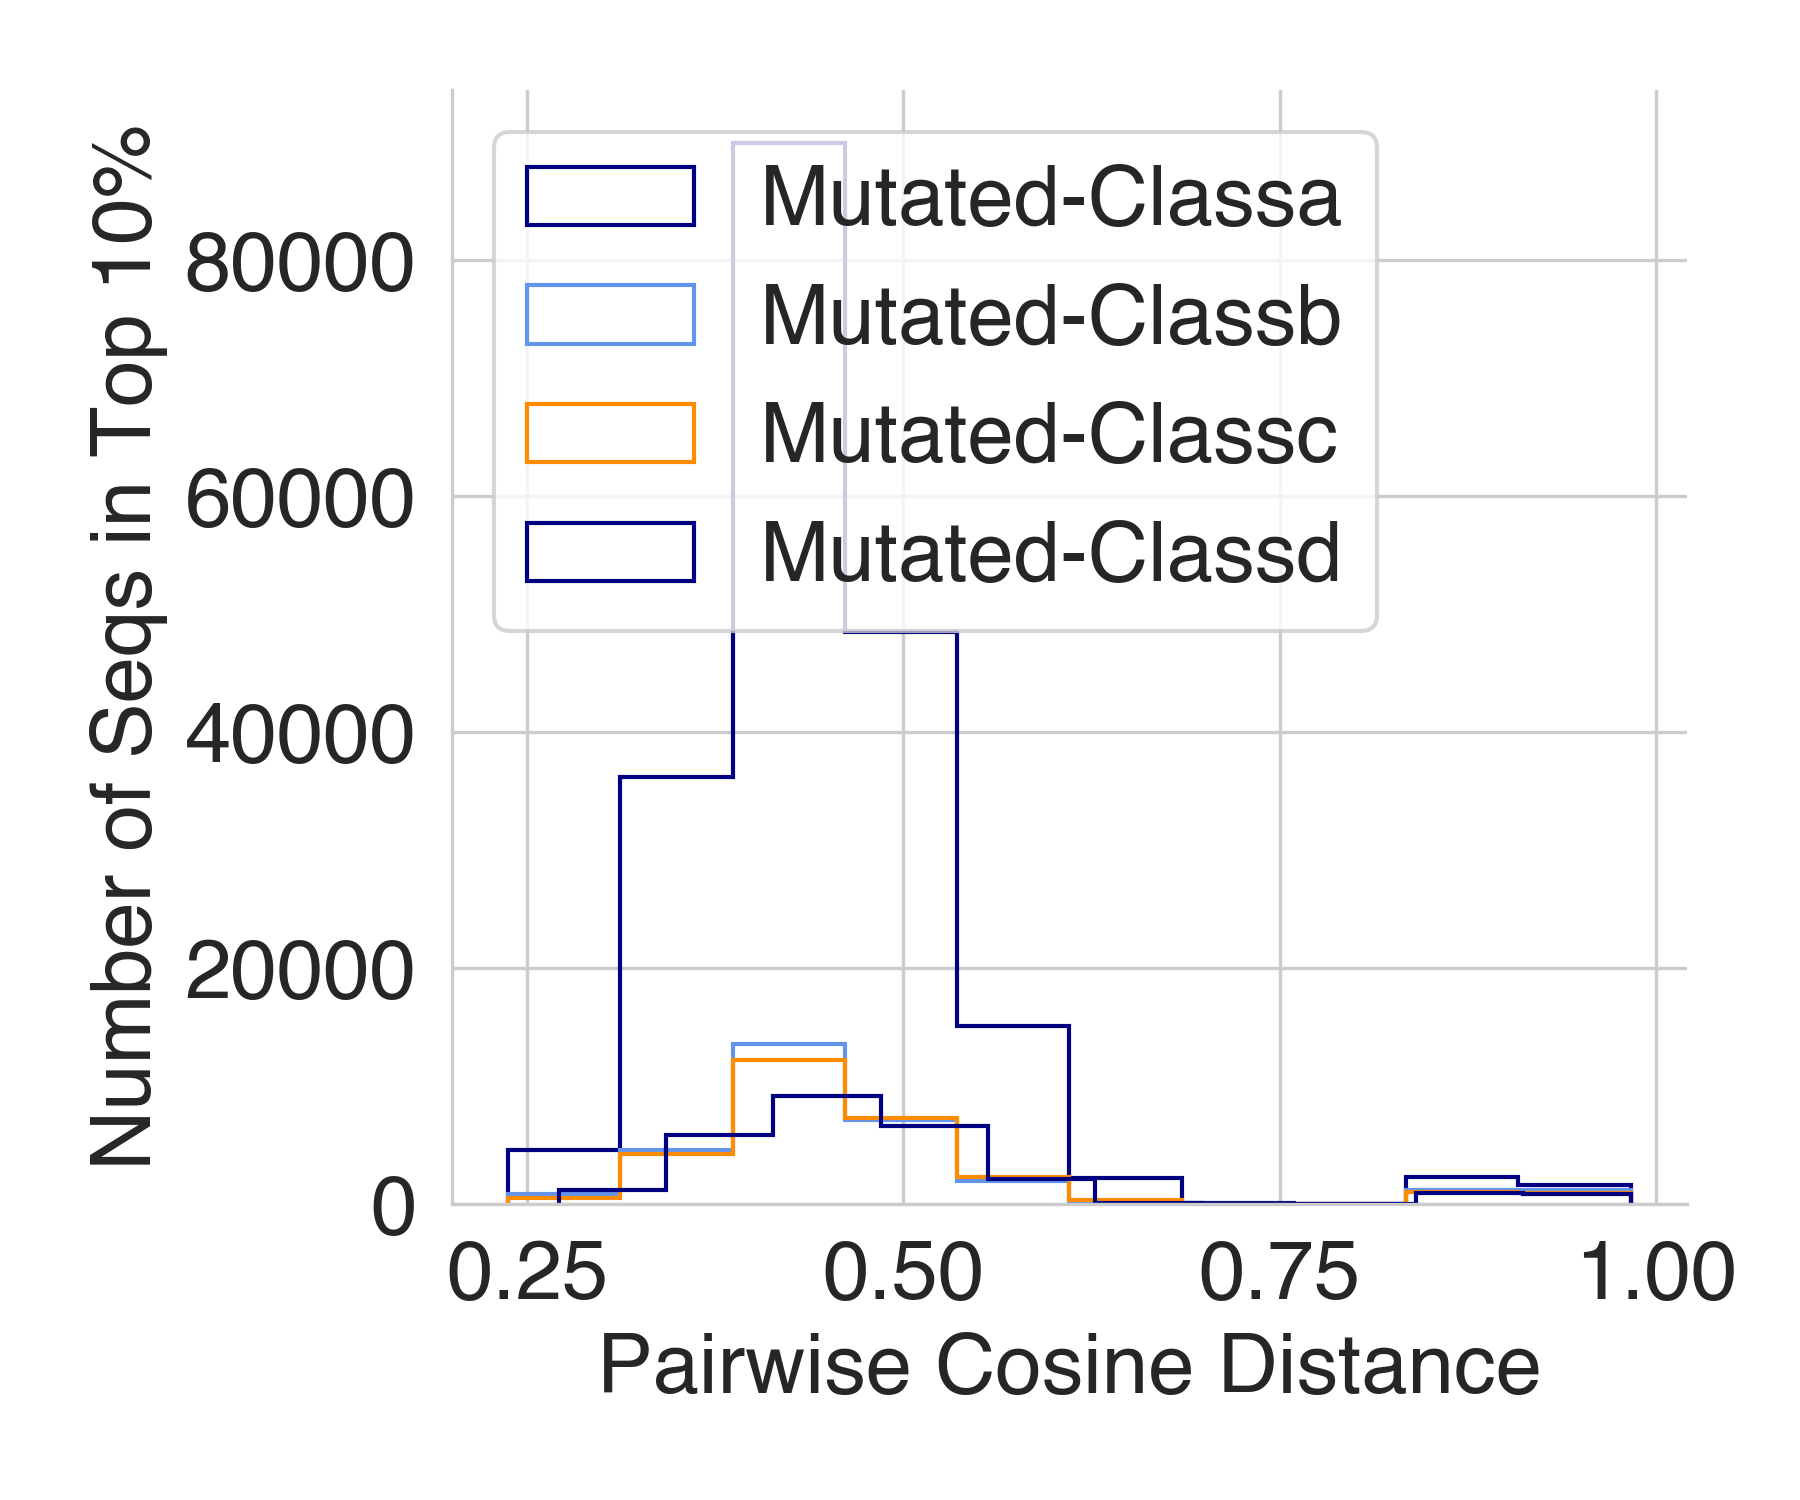 Number of Seqs in Top 10%
80000
60000
40000
20000
0
Mutated-Classa
Mutated-Classb
Mutated-Classc
Mutated-Classd
0.25 0.50 0.75 1.00
Pairwise Cosine Distance